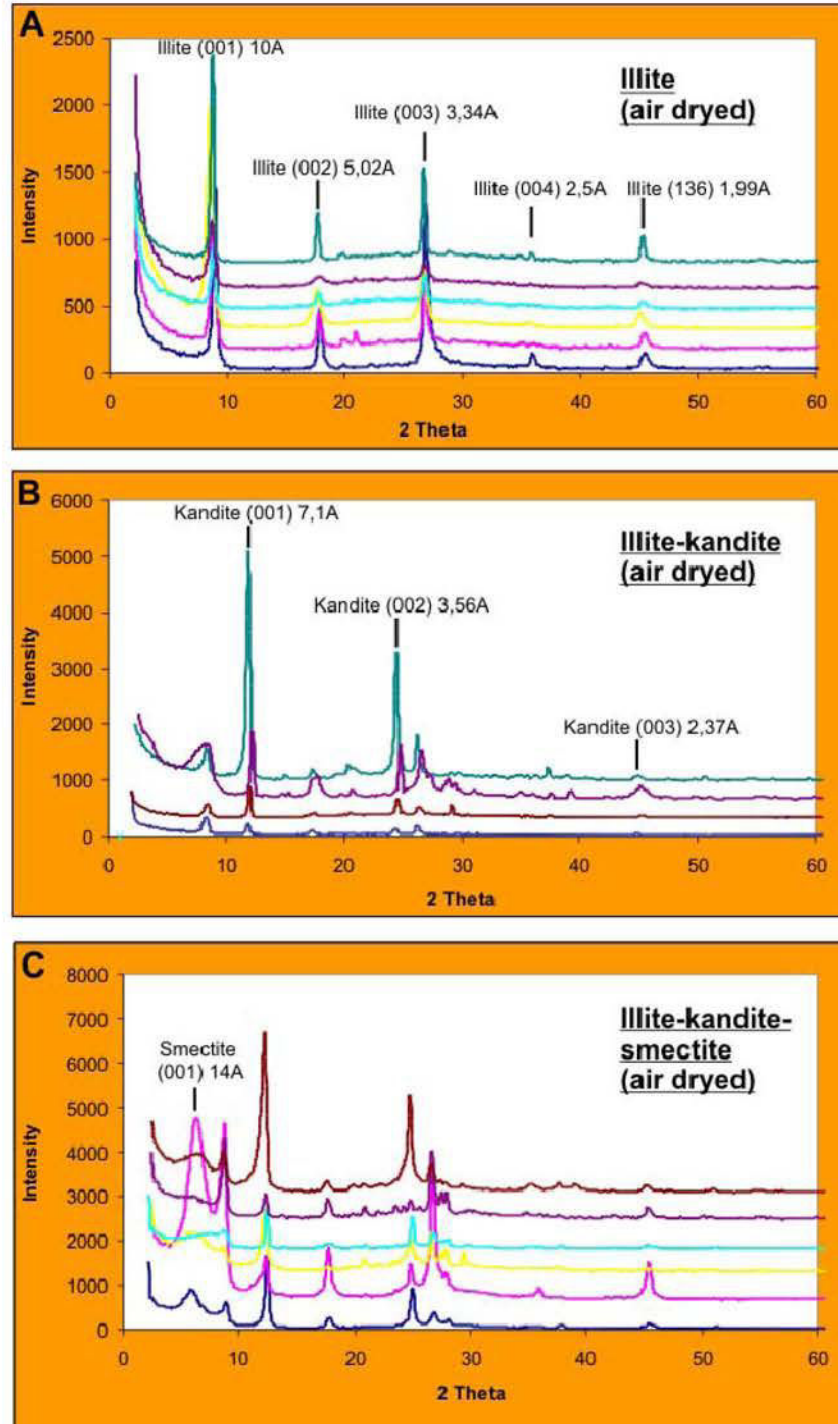 A
Illite (001) 10A
Illite (002) 5,02A
Illite (003) 3,34A
Illite (004) 2,5A
Illite (136) 1,99A
Illite
(air dryed)
Intensity
2500
2000
1500
1000
500
0
0 10 20 30 40 50 60
2 Theta
B
Kandite (001) 7,1A
Kandite (002) 3,56A
Kandite (003) 2,37A
Illite-kandite
(air dryed)
Intensity
6000
5000
4000
3000
2000
1000
0
0 10 20 30 40 50 60
2 Theta
C
Smectite
(001) 14A
Illite-kandite-
smectite
(air dryed)
Intensity
8000
7000
6000
5000
4000
3000
2000
1000
0
0 10 20 30 40 50 60
2 Theta